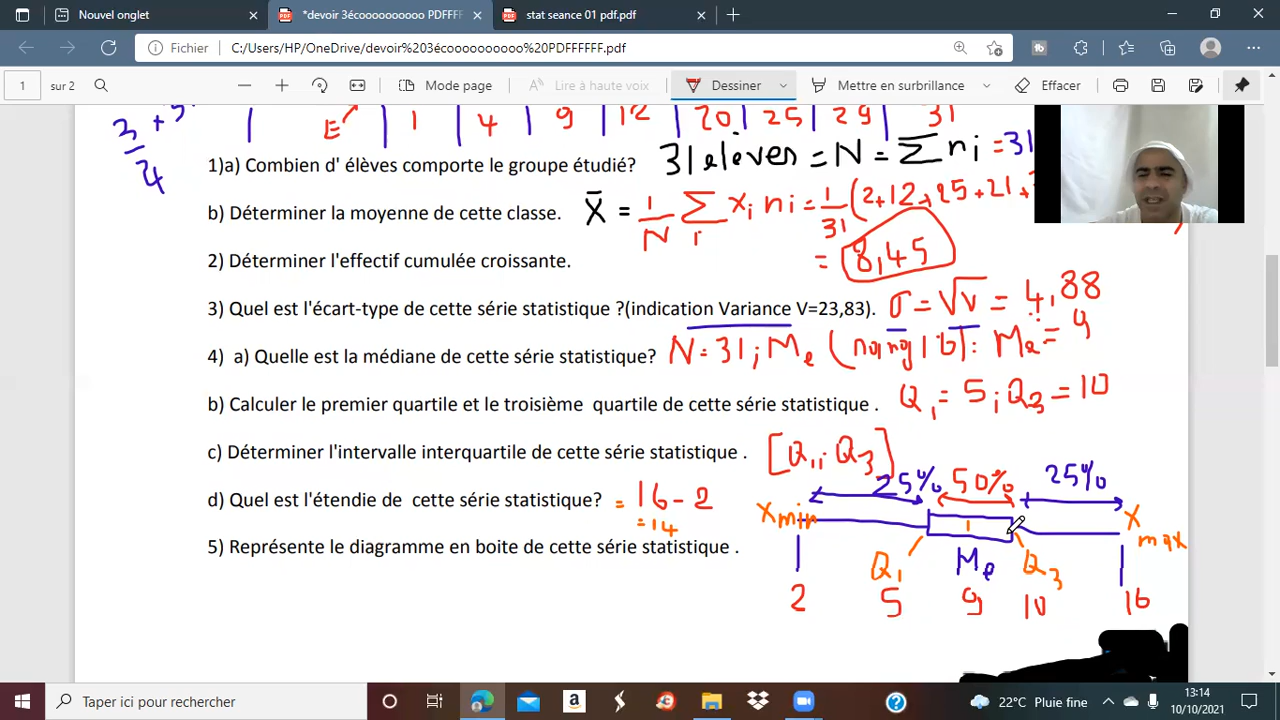 Nouvel onglet
*devoir 3écooooooooo PDFFFF
stat seance 01 pdf.pdf
Fichier C:/Users/HP/OneDrive/devoir%203écoooooooooo%20PDFFFFFF.pdf
1 sur 2 Mode page Lire à haute voix Dessiner Mettre en surbrillance Effacer
3 +
4
E 1 4 9 12 20 25 29 31
1)a) Combien d' élèves comporte le groupe étudié? 31 eleves = N = Σ ni = 31
b) Déterminer la moyenne de cette classe. X̄ = 1/N Σ xi ni = 1/31 (2+12+25+21+
= 8,45
2) Déterminer l'effectif cumulée croissante.
3) Quel est l'écart-type de cette série statistique ?(indication Variance V=23,83). σ = √V = 4,88
4) a) Quelle est la médiane de cette série statistique? N = 31 ; Me (rang 16) : Me = 9
b) Calculer le premier quartile et le troisième quartile de cette série statistique . Q1 = 5 ; Q3 = 10
c) Déterminer l'intervalle interquartile de cette série statistique . [Q1, Q3]
25% 50% 25%
d) Quel est l'étendie de cette série statistique? = 16 - 2
= 14
X min X max
5) Représente le diagramme en boite de cette série statistique .
Q1 Me Q3
2 5 9 10 16
Taper ici pour rechercher
22°C Pluie fine
13:14
10/10/2021